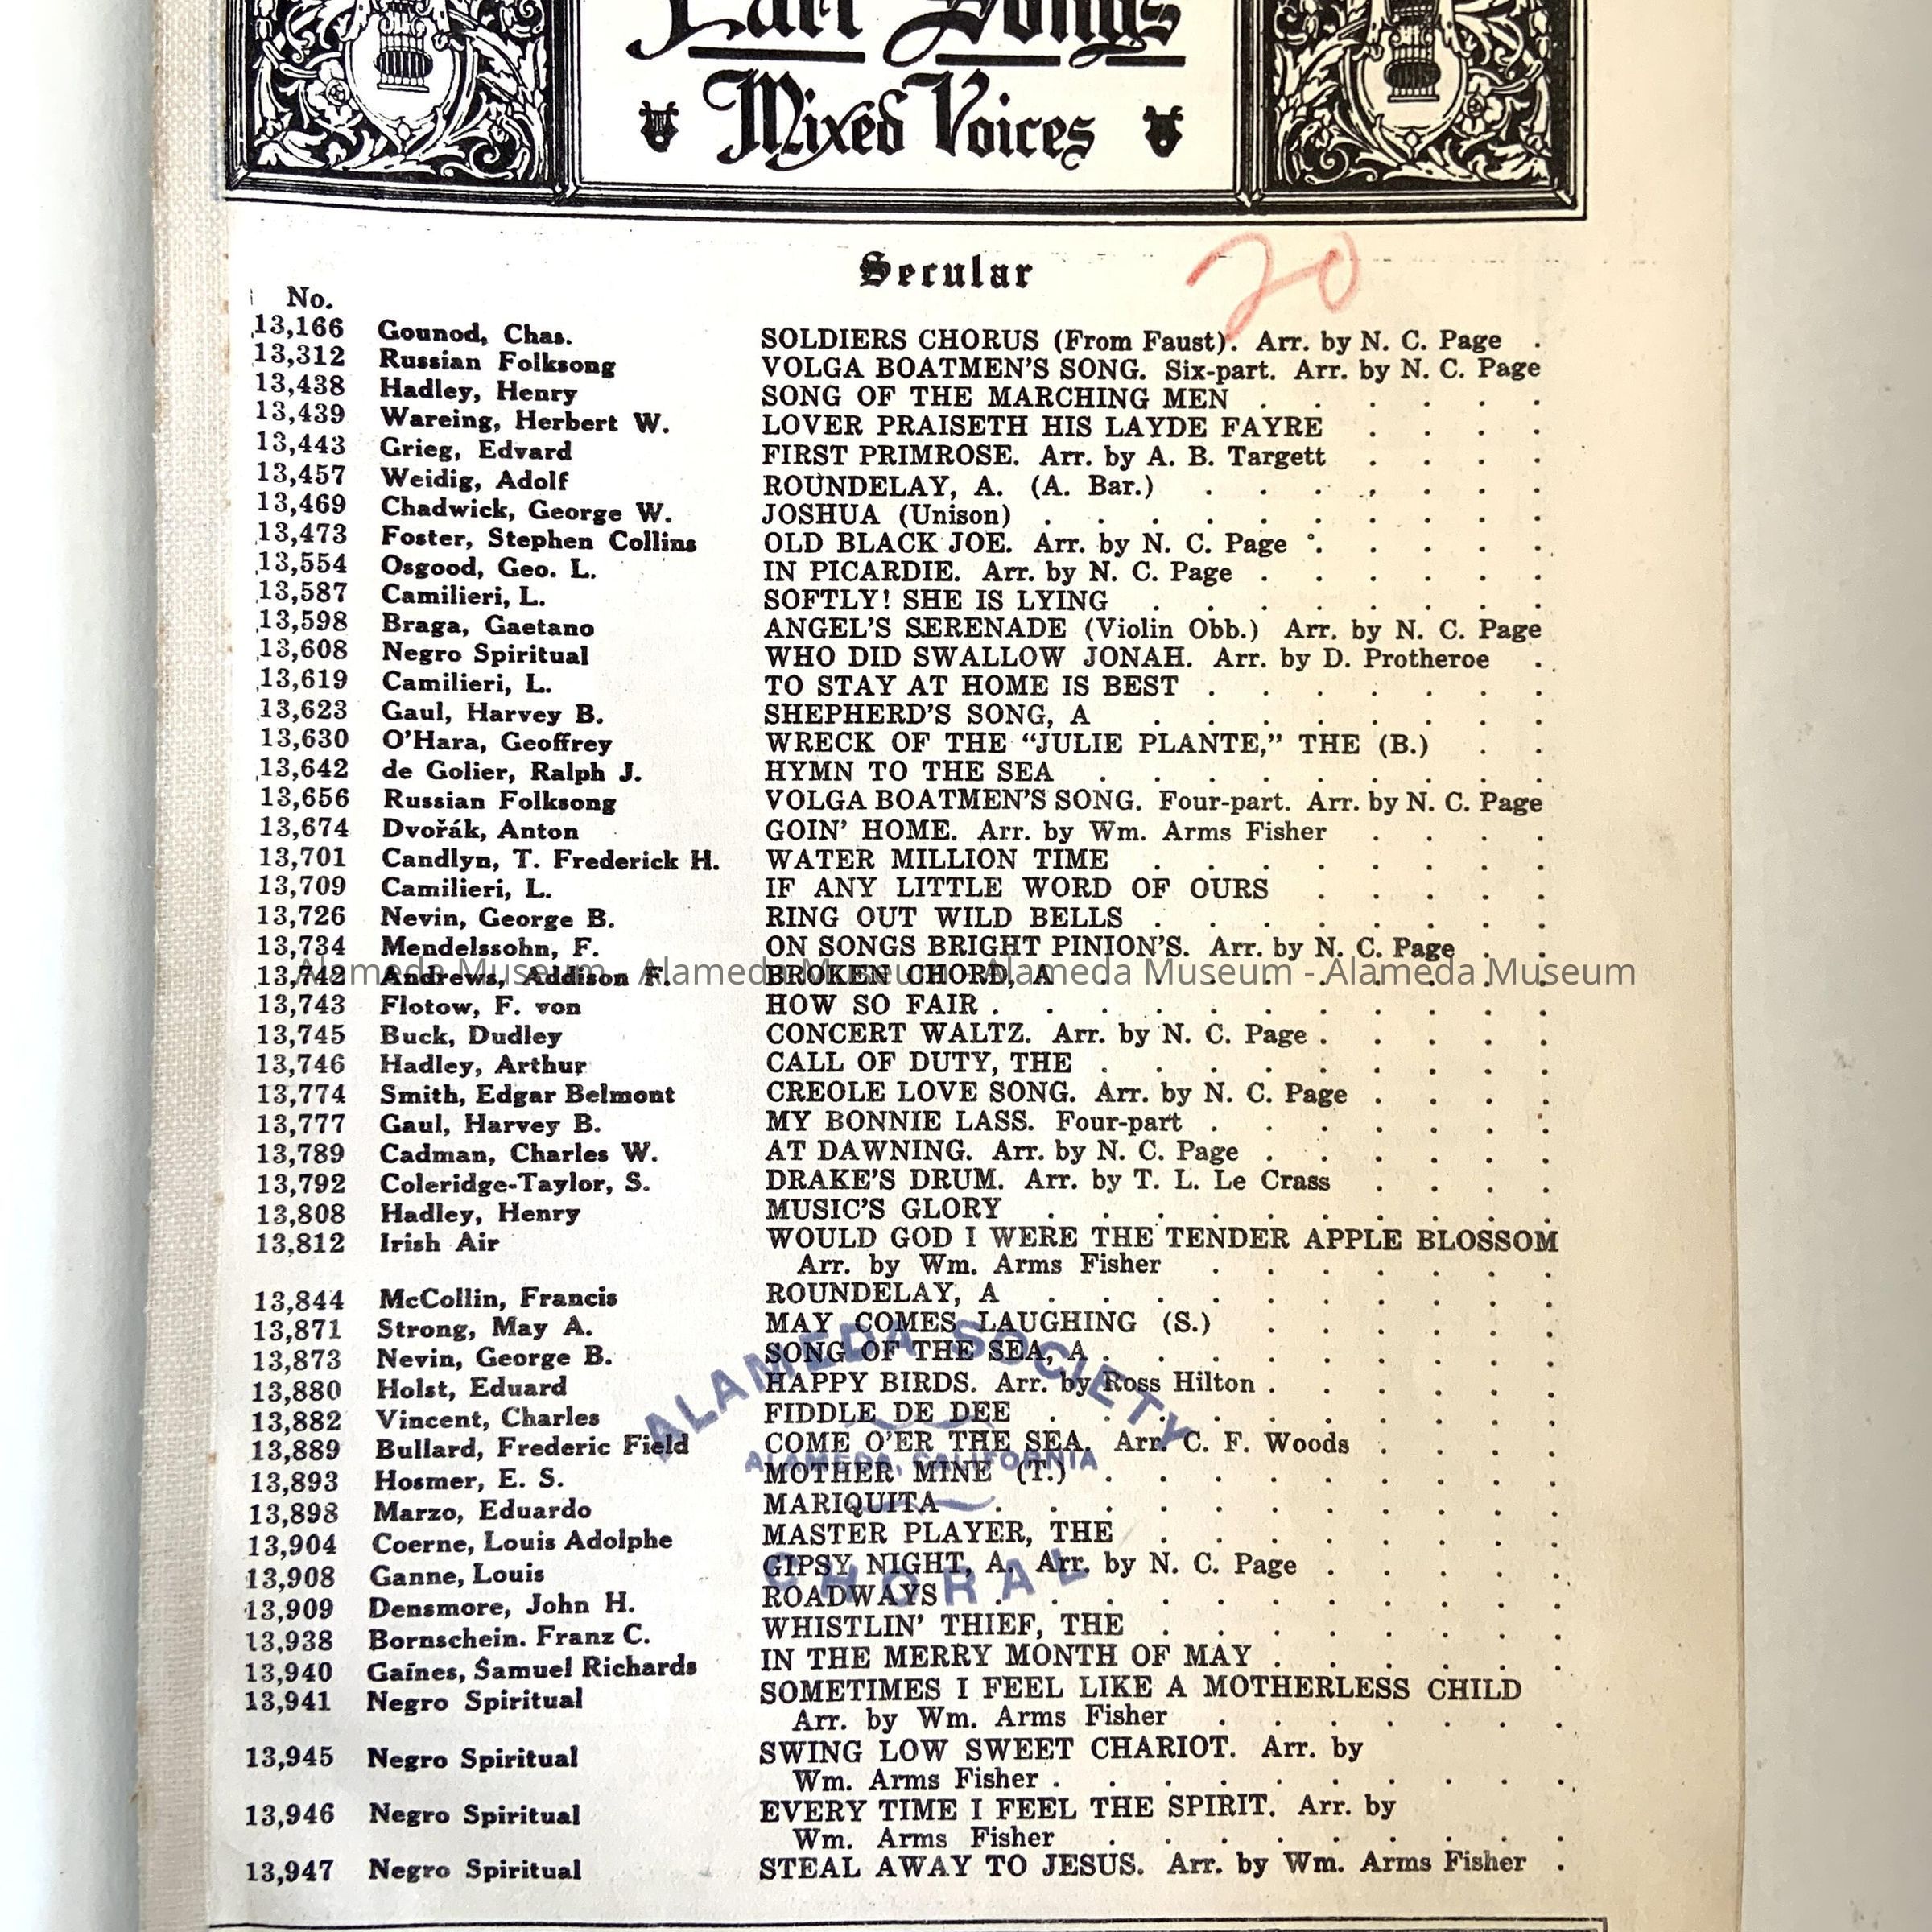 Part Songs
Mixed Voices
Secular
20
No.
13,166 Gounod, Chas. SOLDIERS CHORUS (From Faust). Arr. by N. C. Page .
13,312 Russian Folksong VOLGA BOATMEN'S SONG. Six-part. Arr. by N. C. Page
13,438 Hadley, Henry SONG OF THE MARCHING MEN . . . . . .
13,439 Wareing, Herbert W. LOVER PRAISETH HIS LAYDE FAYRE . . . .
13,443 Grieg, Edvard FIRST PRIMROSE. Arr. by A. B. Targett . . . .
13,457 Weidig, Adolf ROUNDELAY, A. (A. Bar.) . . . . . . .
13,469 Chadwick, George W. JOSHUA (Unison) . . . . . . . . . .
13,473 Foster, Stephen Collins OLD BLACK JOE. Arr. by N. C. Page . . . . .
13,554 Osgood, Geo. L. IN PICARDIE. Arr. by N. C. Page . . . . . .
13,587 Camilieri, L. SOFTLY! SHE IS LYING . . . . . . . .
13,598 Braga, Gaetano ANGEL'S SERENADE (Violin Obb.) Arr. by N. C. Page
13,608 Negro Spiritual WHO DID SWALLOW JONAH. Arr. by D. Protheroe .
13,619 Camilieri, L. TO STAY AT HOME IS BEST . . . . . . .
13,623 Gaul, Harvey B. SHEPHERD'S SONG, A . . . . . . . .
13,630 O'Hara, Geoffrey WRECK OF THE “JULIE PLANTE,” THE (B.) . .
13,642 de Golier, Ralph J. HYMN TO THE SEA . . . . . . . . .
13,656 Russian Folksong VOLGA BOATMEN'S SONG. Four-part. Arr. by N. C. Page
13,674 Dvořák, Anton GOIN' HOME. Arr. by Wm. Arms Fisher . . . .
13,701 Candlyn, T. Frederick H. WATER MILLION TIME . . . . . . . .
13,709 Camilieri, L. IF ANY LITTLE WORD OF OURS . . . . .
13,726 Nevin, George B. RING OUT WILD BELLS . . . . . . . .
13,734 Mendelssohn, F. ON SONGS BRIGHT PINION'S. Arr. by N. C. Page . .
13,742 Andrews, Addison F. BROKEN CHORD, A . . . . . . . . .
Alameda Museum - Alameda Museum - Alameda Museum - Alameda Museum
13,743 Flotow, F. von HOW SO FAIR . . . . . . . . . . .
13,745 Buck, Dudley CONCERT WALTZ. Arr. by N. C. Page . . . . .
13,746 Hadley, Arthur CALL OF DUTY, THE . . . . . . . . .
13,774 Smith, Edgar Belmont CREOLE LOVE SONG. Arr. by N. C. Page . . . .
13,777 Gaul, Harvey B. MY BONNIE LASS. Four-part . . . . . . .
13,789 Cadman, Charles W. AT DAWNING. Arr. by N. C. Page . . . . . .
13,792 Coleridge-Taylor, S. DRAKE'S DRUM. Arr. by T. L. Le Crass . . . .
13,808 Hadley, Henry MUSIC'S GLORY . . . . . . . . . .
13,812 Irish Air WOULD GOD I WERE THE TENDER APPLE BLOSSOM
Arr. by Wm. Arms Fisher . . . . . . .
13,844 McCollin, Francis ROUNDELAY, A . . . . . . . . . .
13,871 Strong, May A. MAY COMES LAUGHING (S.) . . . . . .
13,873 Nevin, George B. SONG OF THE SEA, A . . . . . . . . .
13,880 Holst, Eduard HAPPY BIRDS. Arr. by Ross Hilton . . . . . .
13,882 Vincent, Charles FIDDLE DE DEE . . . . . . . . . .
13,889 Bullard, Frederic Field COME O'ER THE SEA. Arr. C. F. Woods . . . .
13,893 Hosmer, E. S. MOTHER MINE (T.) . . . . . . . . .
13,898 Marzo, Eduardo MARIQUITA . . . . . . . . . . .
13,904 Coerne, Louis Adolphe MASTER PLAYER, THE . . . . . . . .
13,908 Ganne, Louis GIPSY NIGHT, A. Arr. by N. C. Page . . . . .
13,909 Densmore, John H. ROADWAYS . . . . . . . . . . .
13,938 Bornschein. Franz C. WHISTLIN' THIEF, THE . . . . . . . .
13,940 Gaines, Samuel Richards IN THE MERRY MONTH OF MAY . . . . . .
13,941 Negro Spiritual SOMETIMES I FEEL LIKE A MOTHERLESS CHILD
Arr. by Wm. Arms Fisher . . . . . . .
13,945 Negro Spiritual SWING LOW SWEET CHARIOT. Arr. by
Wm. Arms Fisher . . . . . . . . . .
13,946 Negro Spiritual EVERY TIME I FEEL THE SPIRIT. Arr. by
Wm. Arms Fisher . . . . . . . . .
13,947 Negro Spiritual STEAL AWAY TO JESUS. Arr. by Wm. Arms Fisher .
ALAMEDA SOCIETY
ALAMEDA, CALIFORNIA
CHORAL